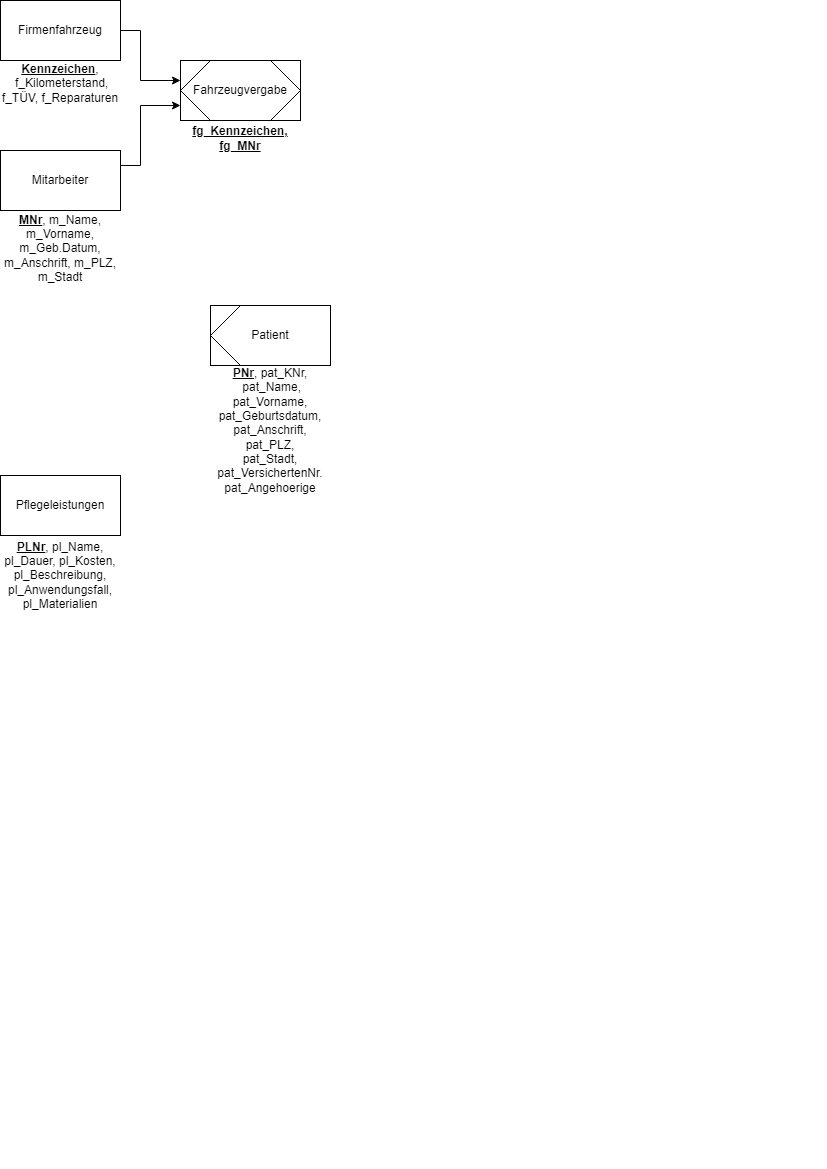 Firmenfahrzeug
Kennzeichen,
f_Kilometerstand,
f_TÜV, f_Reparaturen
Fahrzeugvergabe
fg_Kennzeichen,
fg_MNr
Mitarbeiter
MNr, m_Name,
m_Vorname,
m_Geb.Datum,
m_Anschrift, m_PLZ,
m_Stadt
Patient
PNr, pat_KNr,
pat_Name,
pat_Vorname,
pat_Geburtsdatum,
pat_Anschrift,
pat_PLZ,
pat_Stadt,
pat_VersichertenNr.
pat_Angehoerige
Pflegeleistungen
PLNr, pl_Name,
pl_Dauer, pl_Kosten,
pl_Beschreibung,
pl_Anwendungsfall,
pl_Materialien